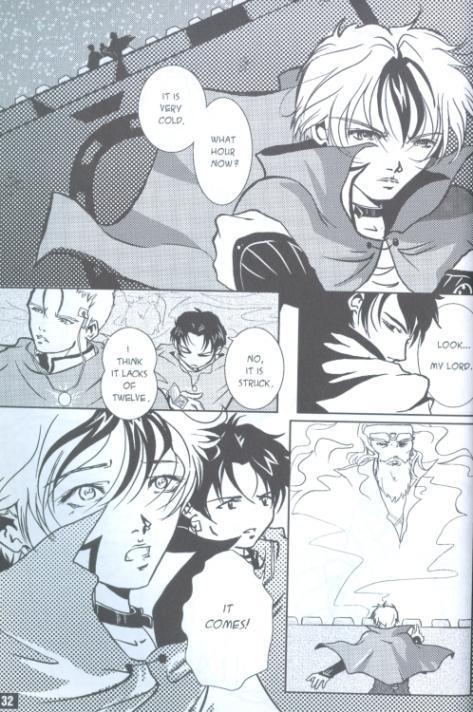 IT IS
VERY
COLD.
WHAT
HOUR
NOW?
I
THINK
IT LACKS
OF
TWELVE.
NO,
IT IS
STRUCK.
LOOK...
MY LORD.
IT
COMES!
32